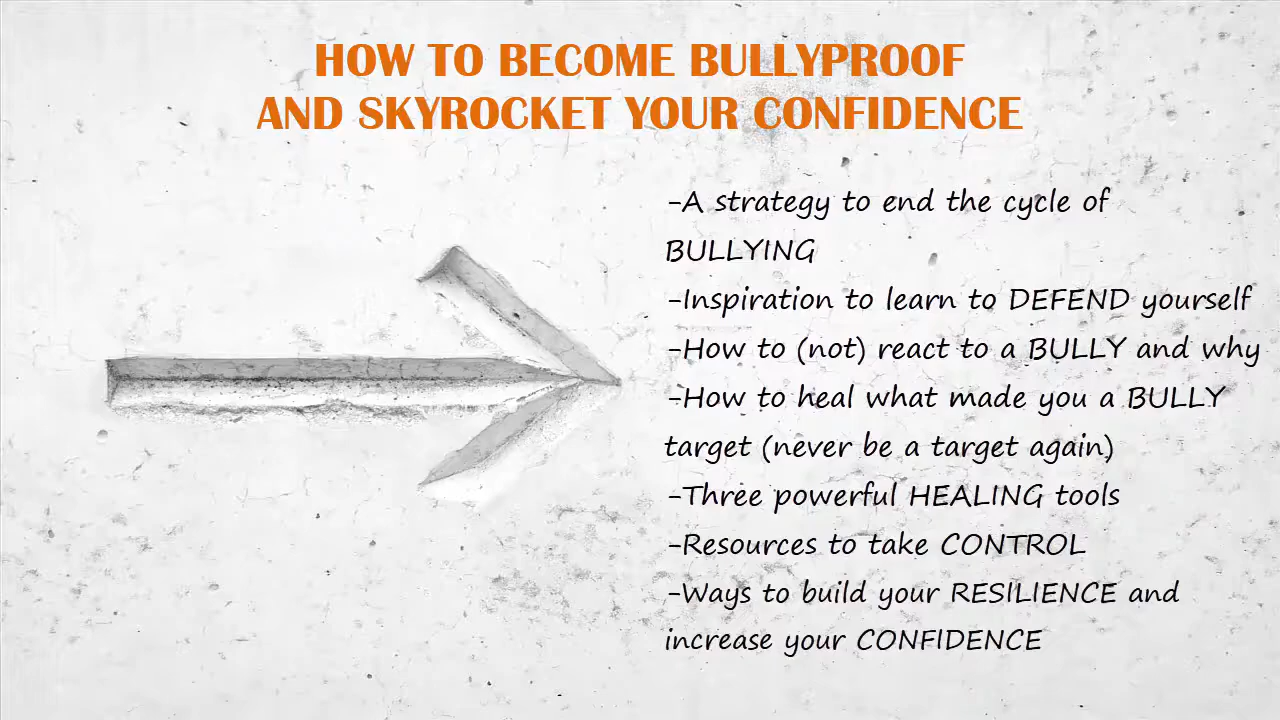 HOW TO BECOME BULLYPROOF
AND SKYROCKET YOUR CONFIDENCE
-A strategy to end the cycle of
BULLYING
-Inspiration to learn to DEFEND yourself
-How to (not) react to a BULLY and why
-How to heal what made you a BULLY
target (never be a target again)
-Three powerful HEALING tools
-Resources to take CONTROL
-Ways to build your RESILIENCE and
increase your CONFIDENCE